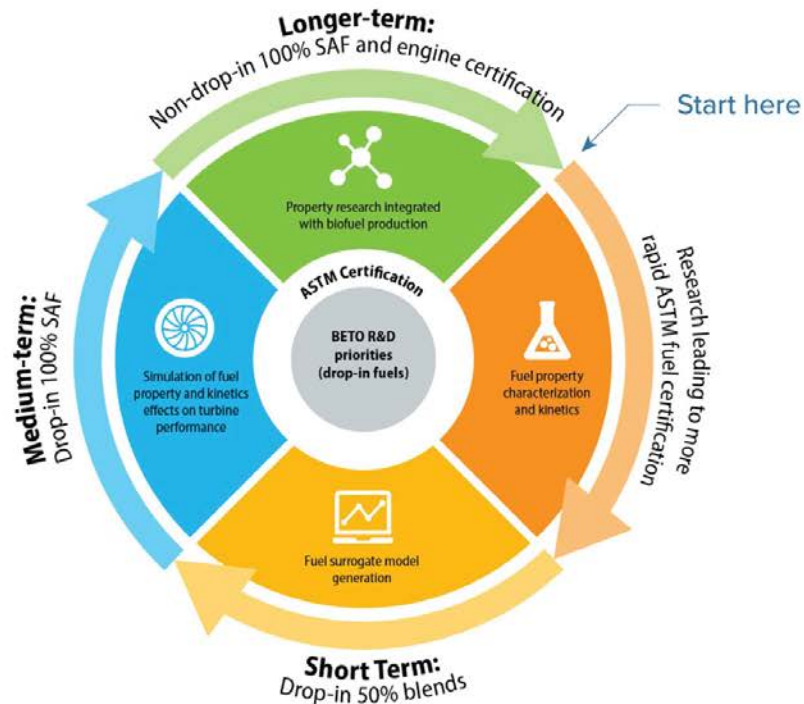 Longer-term:
Non-drop-in 100% SAF and engine certification
Start here
Property research integrated
with biofuel production
Research leading to more
rapid ASTM fuel certification
Fuel property
characterization
and kinetics
ASTM Certification
BETO R&D
priorities
(drop-in fuels)
Fuel surrogate model
generation
Short Term:
Drop-in 50% blends
Simulation of fuel
property and kinetics
effects on turbine
performance
Medium-term:
Drop-in 100% SAF